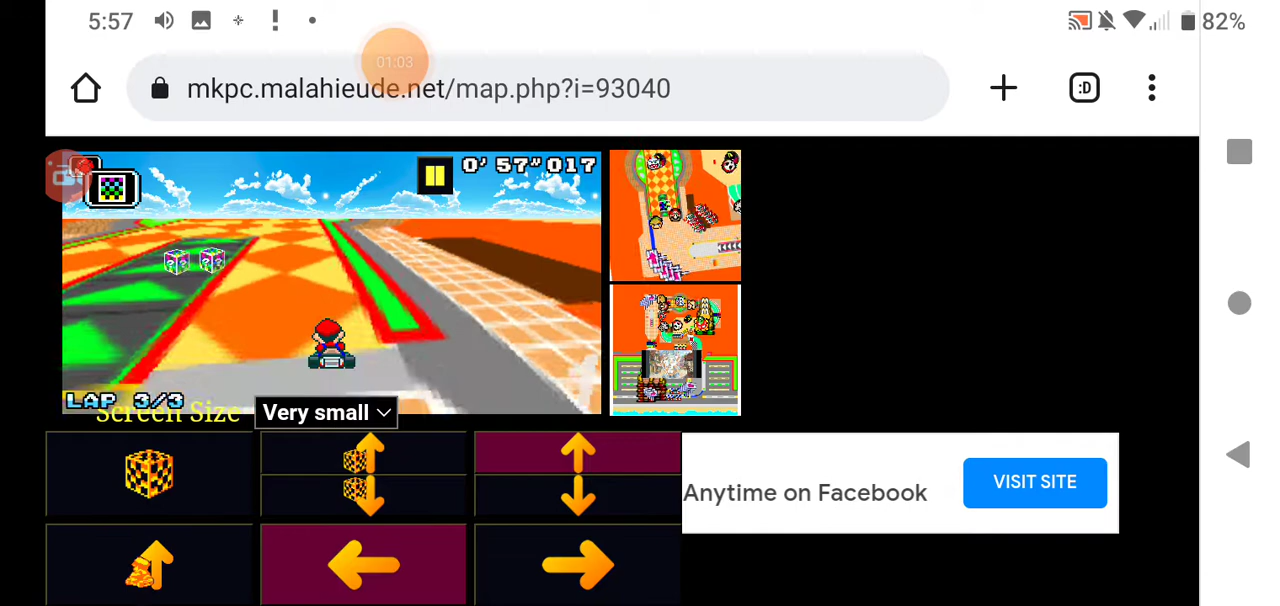 5:57
82%
01:03
mkpc.malahieude.net/map.php?i=93040
:D
0'57"017
? ?
LAP 3/3
Screen Size
Very small
Anytime on Facebook
VISIT SITE